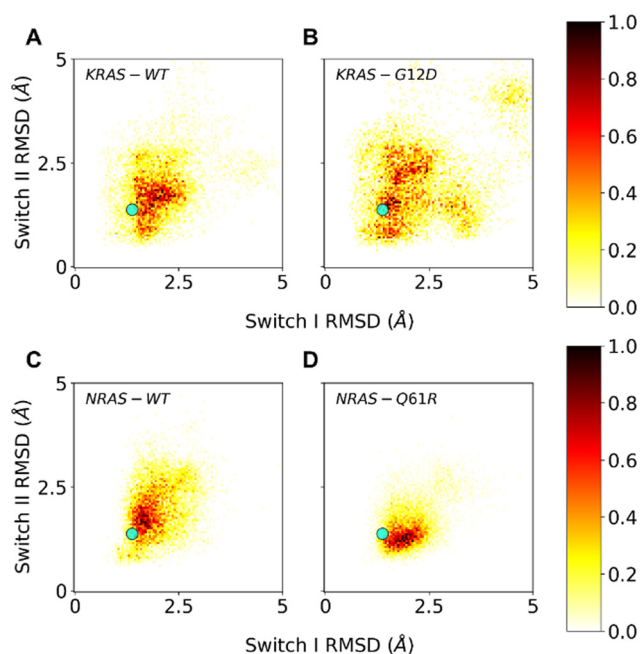 A
B
KRAS – WT
KRAS – G12D
5
2.5
0
0
2.5
5
0
2.5
5
Switch II RMSD (Å)
Switch I RMSD (Å)
1.0
0.8
0.6
0.4
0.2
0.0
C
D
NRAS – WT
NRAS – Q61R
5
2.5
0
0
2.5
5
0
2.5
5
Switch II RMSD (Å)
Switch I RMSD (Å)
1.0
0.8
0.6
0.4
0.2
0.0